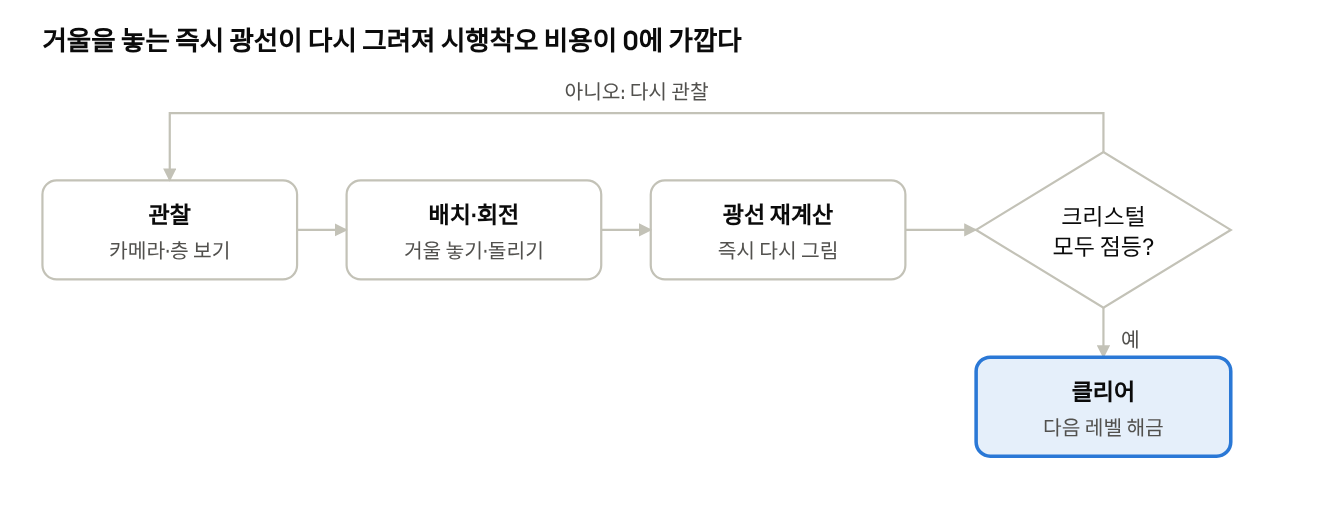 거울을 놓는 즉시 광선이 다시 그려져 시행착오 비용이 0에 가깝다
아니오: 다시 관찰
관찰
카메라·층 보기
배치·회전
거울 놓기·돌리기
광선 재계산
즉시 다시 그림
크리스털
모두 점등?
예
클리어
다음 레벨 해금